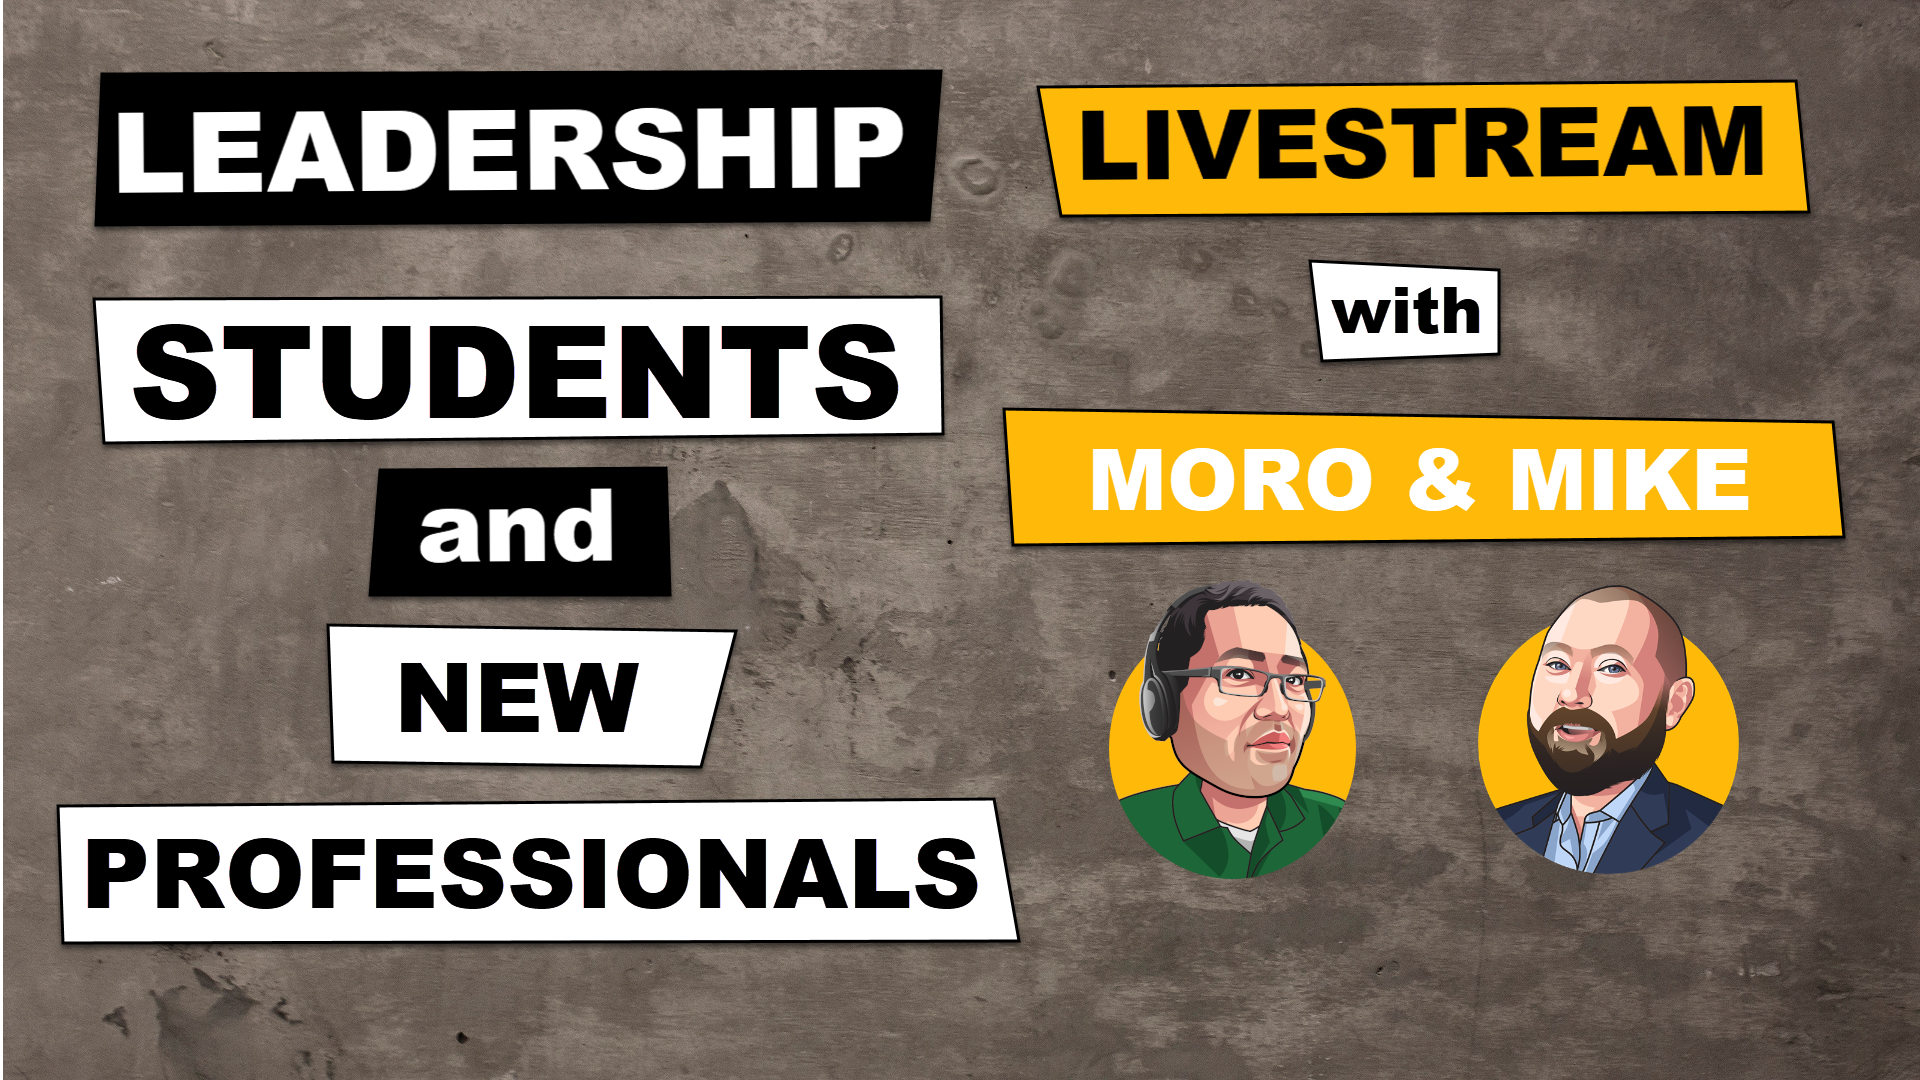 LEADERSHIP
STUDENTS
and
NEW
PROFESSIONALS
LIVESTREAM
with
MORO & MIKE